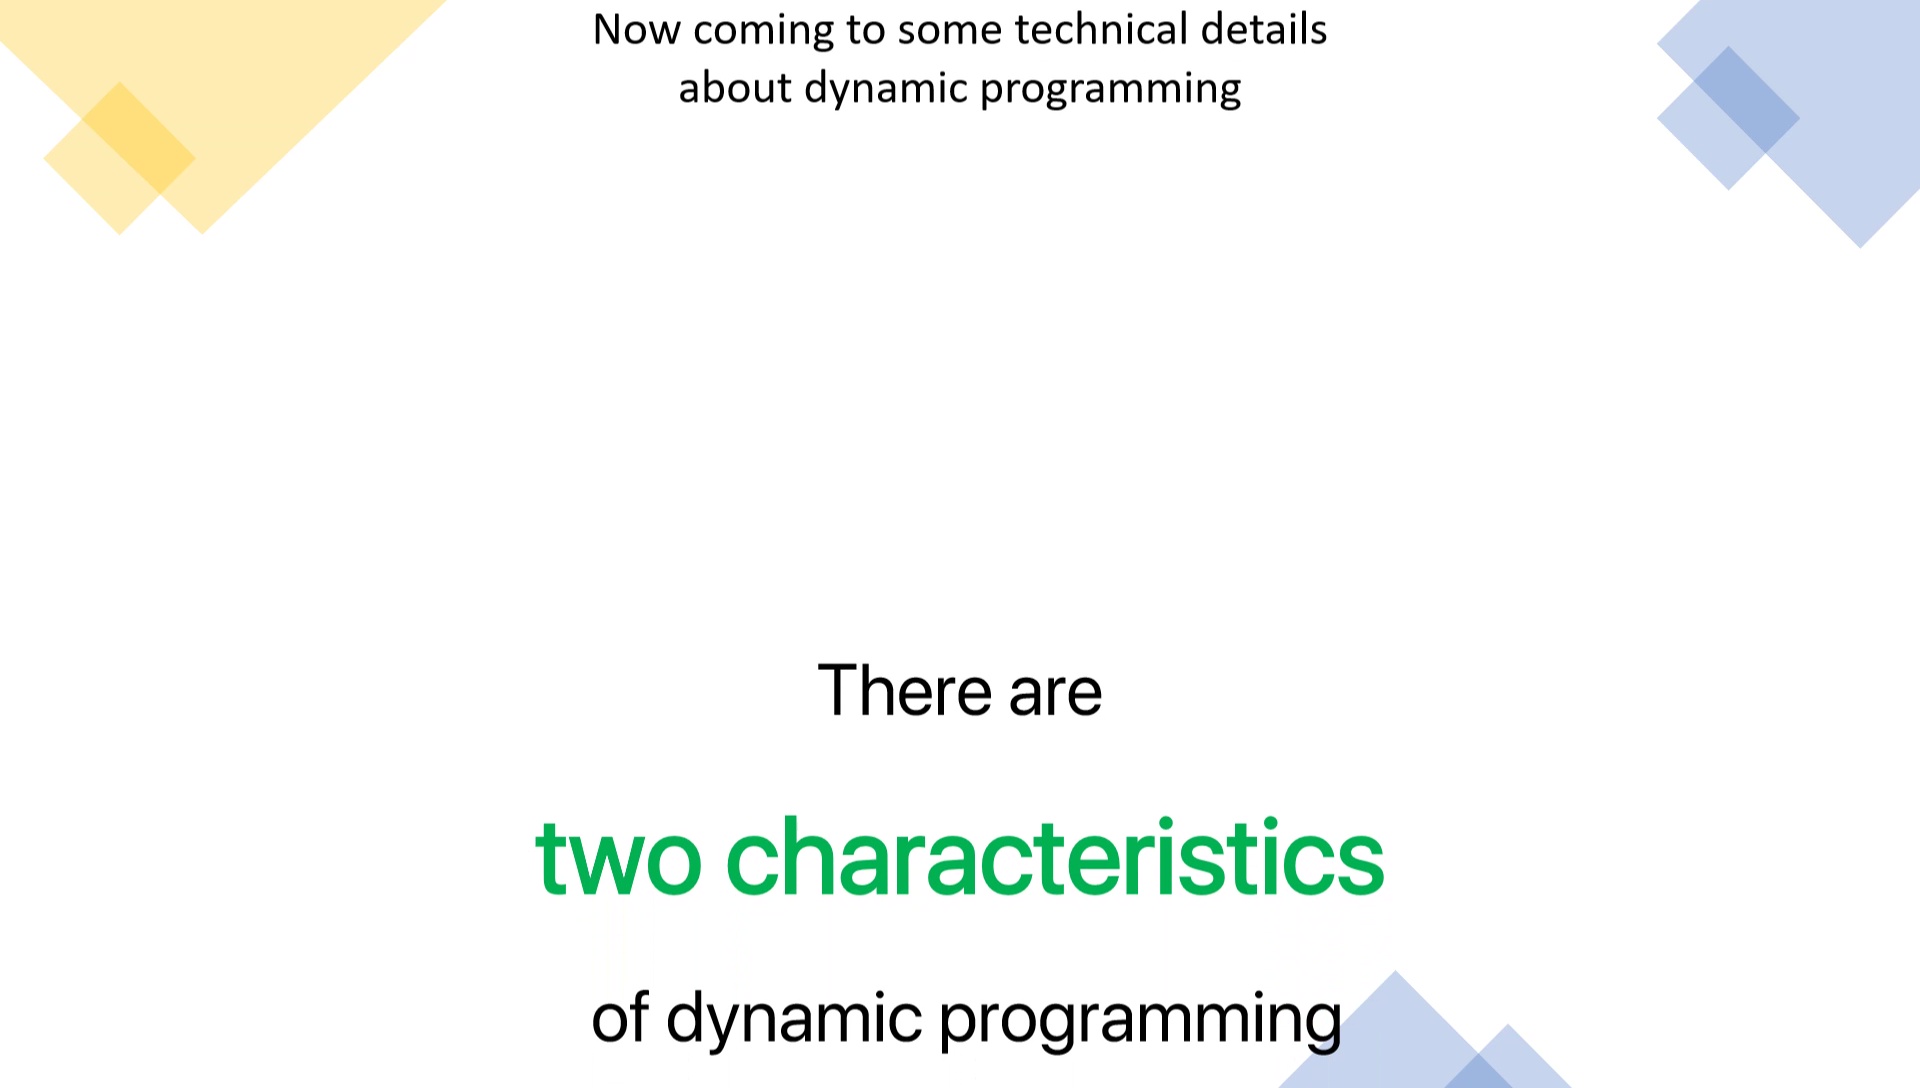 Now coming to some technical details
about dynamic programming
There are
two characteristics
of dynamic programming